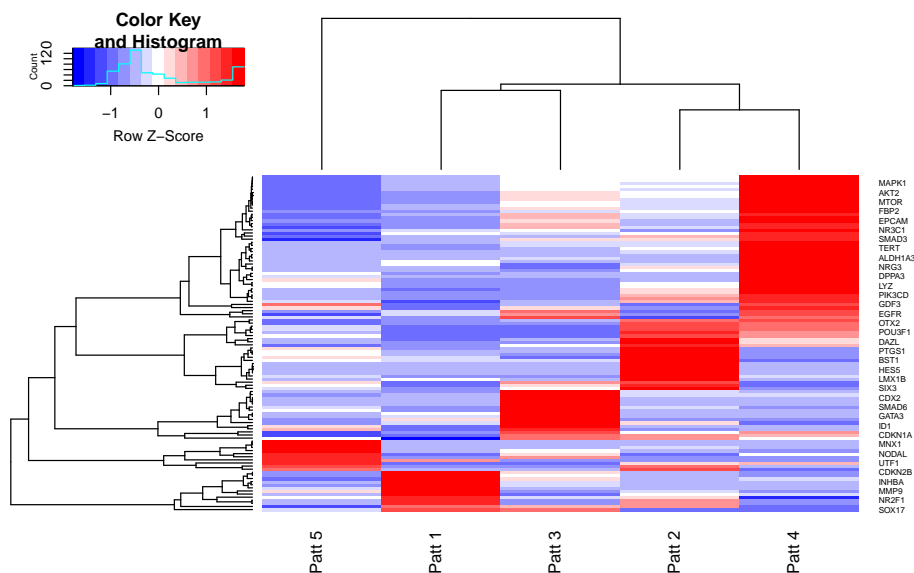 Color Key
and Histogram
Count
0
120
−1
0
1
Row Z−Score
MAPK1
AKT2
MTOR
FBP2
EPCAM
NR3C1
SMAD3
TERT
ALDH1A3
NRG3
DPPA3
LYZ
PIK3CD
GDF3
EGFR
OTX2
POU3F1
DAZL
PTGS1
BST1
HES5
LMX1B
SIX3
CDX2
SMAD6
GATA3
ID1
CDKN1A
MNX1
NODAL
UTF1
CDKN2B
INHBA
MMP9
NR2F1
SOX17
Patt 5
Patt 1
Patt 3
Patt 2
Patt 4